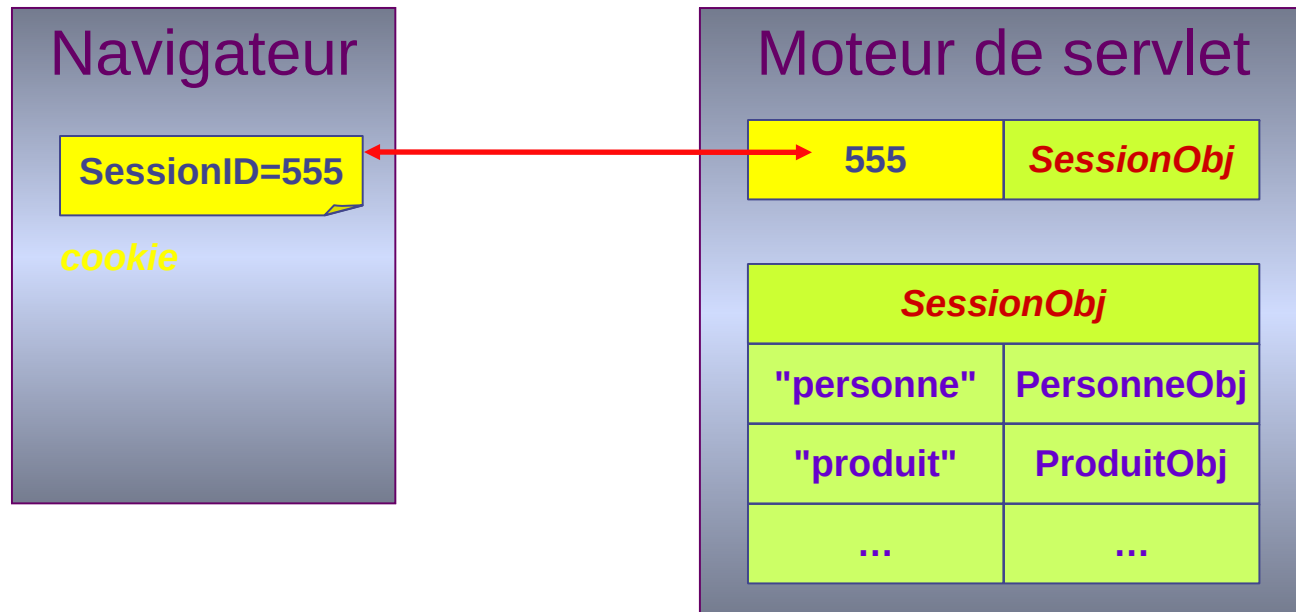 Navigateur
SessionID=555
cookie
Moteur de servlet
555 SessionObj
SessionObj
"personne" PersonneObj
"produit" ProduitObj
... ...